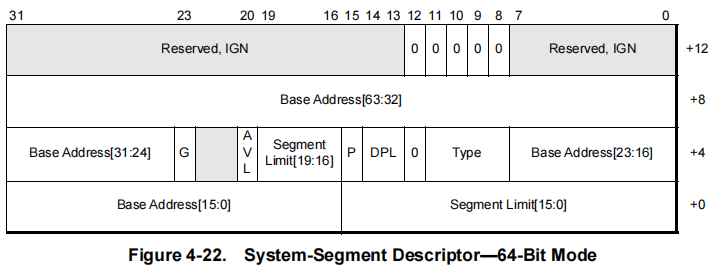 31 23 20 19 16 15 14 13 12 11 10 9 8 7 0
Reserved, IGN 0 0 0 0 0 Reserved, IGN +12
Base Address[63:32] +8
Base Address[31:24] G AVL Segment Limit[19:16] P DPL 0 Type Base Address[23:16] +4
Base Address[15:0] Segment Limit[15:0] +0
Figure 4-22. System-Segment Descriptor—64-Bit Mode